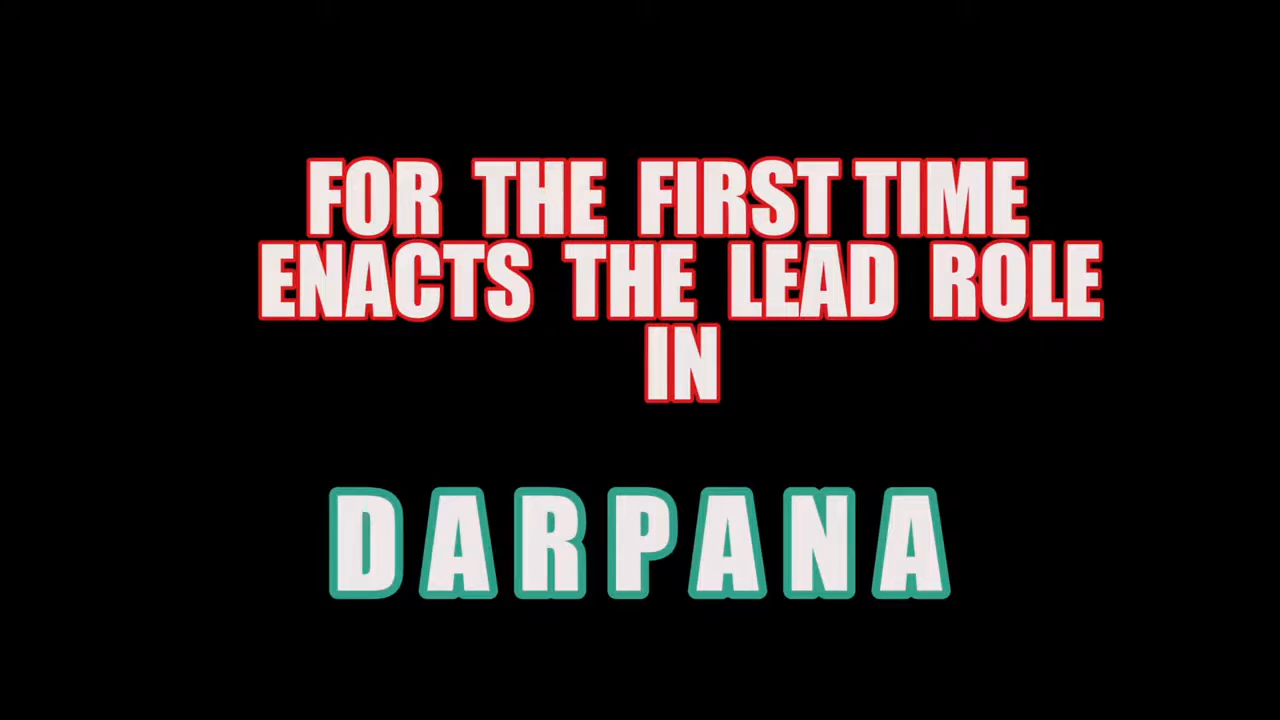 FOR THE FIRST TIME
ENACTS THE LEAD ROLE
IN
DARPANA